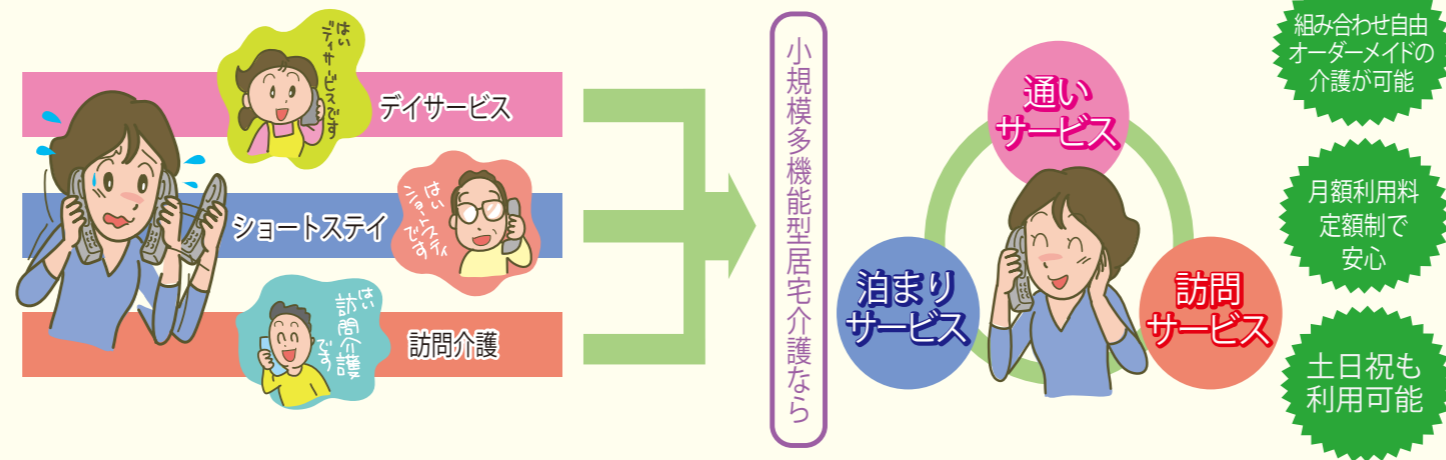 はい
デイサービスです
デイサービス
ショートステイ
はい
ショートステイ
です
はい
訪問介護
です
訪問介護
小規模多機能型居宅介護なら
通い
サービス
泊まり
サービス
訪問
サービス
組み合わせ自由
オーダーメイドの
介護が可能
月額利用料
定額制で
安心
土日祝も
利用可能